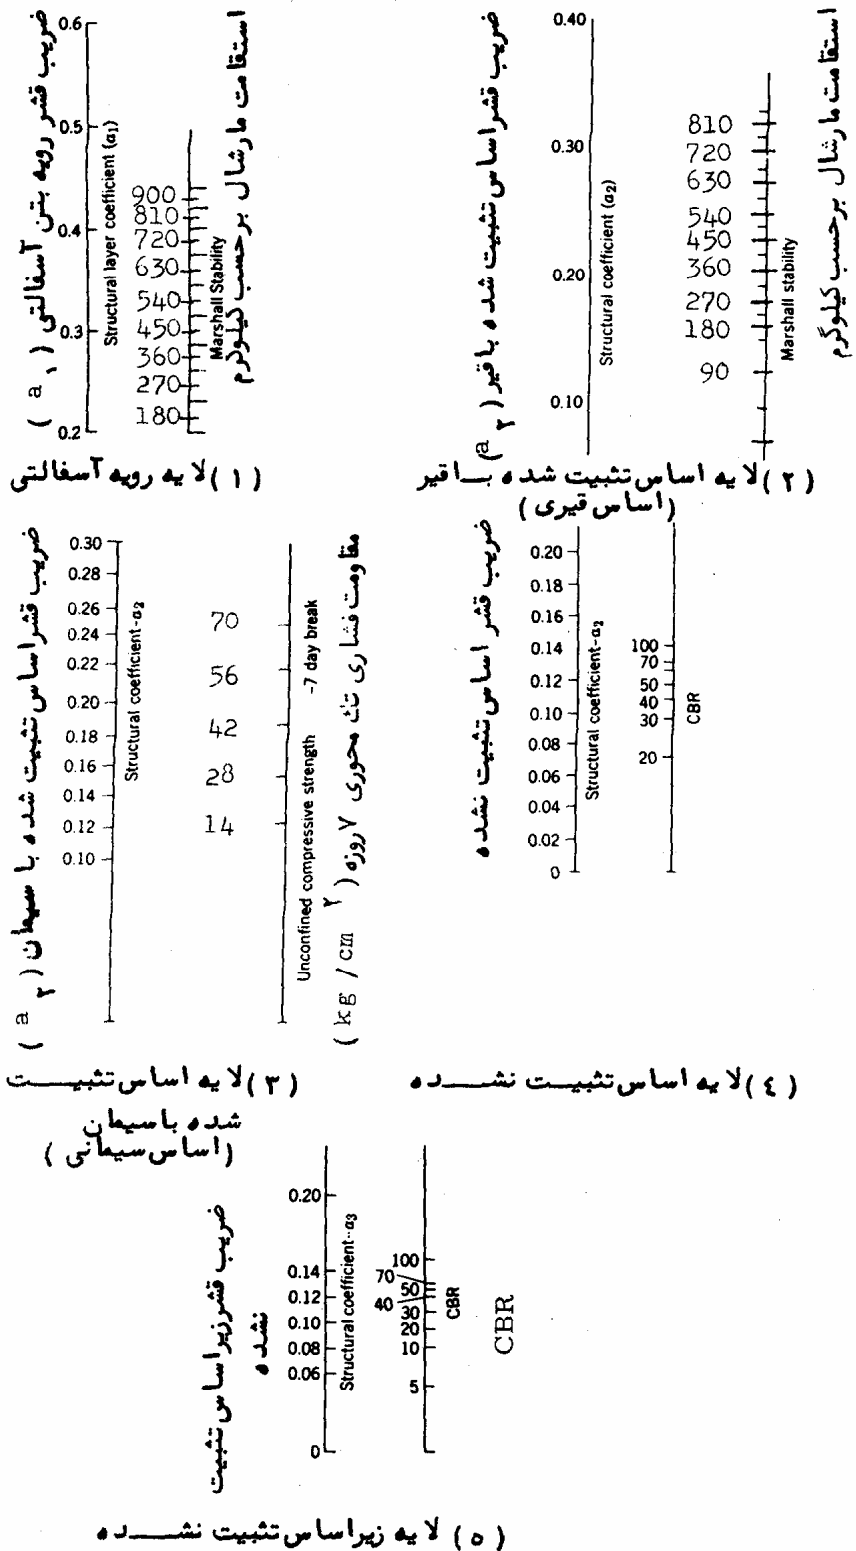 ضریب قشر رویه بتن آسفالتی ( a ۱ )
0.6
0.5
0.4
0.3
0.2
Structural layer coefficient (a1)
900
810
720
630
540
450
360
270
180
Marshall Stability
استقامت مارشال برحسب کیلوگرم
( ۱ ) لایه رویه آسفالتی
ضریب قشر اساس تثبیت شده باقیر ( a ۲ )
0.40
0.30
0.20
0.10
Structural coefficient (a2)
810
720
630
540
450
360
270
180
90
Marshall stability
استقامت مارشال برحسب کیلوگرم
( ۲ ) لایه اساس تثبیت شده باقیر
( اساس قیری )
ضریب قشر اساس تثبیت شده با سیمان ( a ۲ )
0.30
0.28
0.26
0.24
0.22
0.20
0.18
0.16
0.14
0.12
0.10
Structural coefficient-a2
70
56
42
28
14
Unconfined compressive strength -7 day break
مقاومت فشاری تک محوری ۷ روزه ( kg / cm ۲ )
( ۳ ) لایه اساس تثبیت
شده با سیمان
( اساس سیمانی )
ضریب قشر اساس تثبیت نشده
0.20
0.18
0.16
0.14
0.12
0.10
0.08
0.06
0.04
0.02
0
Structural coefficient-a2
100
70
50
40
30
20
CBR
( ٤ ) لایه اساس تثبیت نشده
ضریب قشر زیراساس تثبیت
نشده
0.20
0.14
0.12
0.10
0.08
0.06
0
Structural coefficient--a3
100
70
50
40
30
20
10
5
CBR
CBR
( ٥ ) لایه زیراساس تثبیت نشده